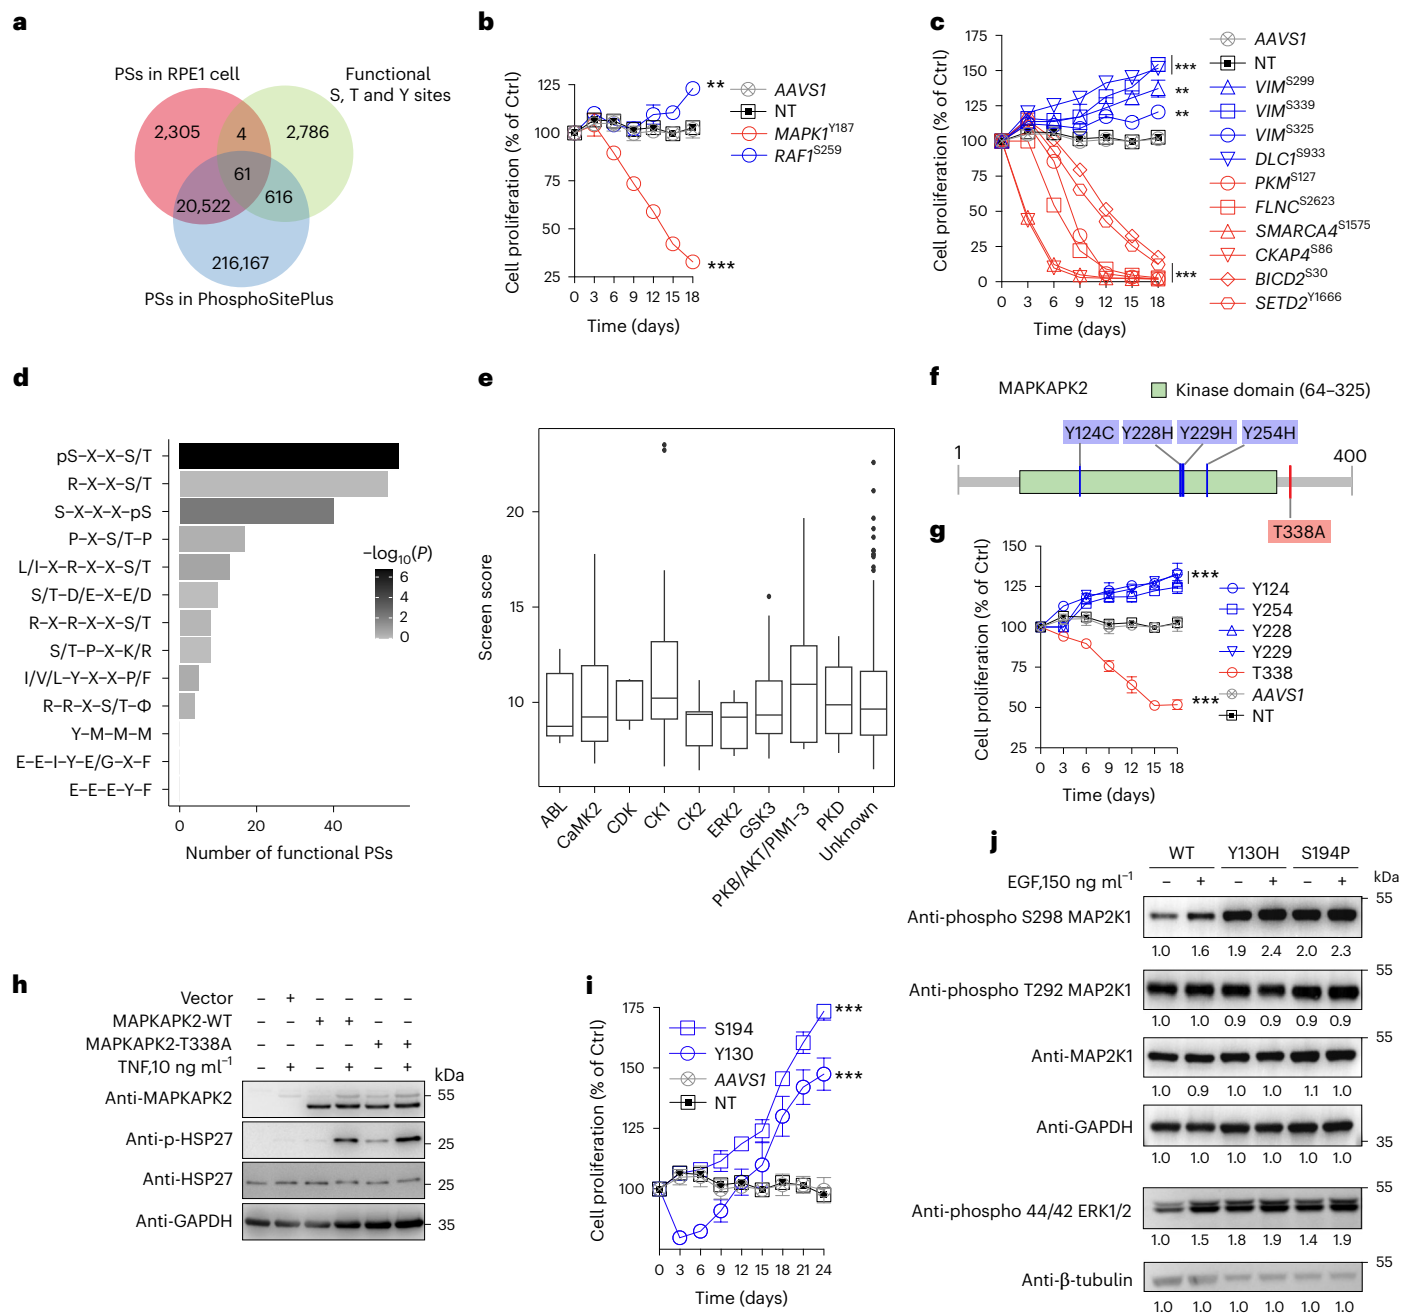 a
PSs in RPE1 cell
Functional
S, T and Y sites
2,305
4
2,786
61
20,522
616
216,167
PSs in PhosphoSitePlus
b
Cell proliferation (% of Ctrl)
125
100
75
50
25
0 3 6 9 12 15 18
Time (days)
**
***
AAVS1
NT
MAPK1Y187
RAF1S259
c
Cell proliferation (% of Ctrl)
175
150
125
100
75
50
25
0
0 3 6 9 12 15 18
Time (days)
***
**
**
***
AAVS1
NT
VIMS299
VIMS339
VIMS325
DLC1S933
PKMS127
FLNCS2623
SMARCA4S1575
CKAP4S86
BICD2S30
SETD2Y1666
d
pS–X–X–S/T
R–X–X–S/T
S–X–X–X–pS
P–X–S/T–P
L/I–X–R–X–X–S/T
S/T–D/E–X–E/D
R–X–R–X–X–S/T
S/T–P–X–K/R
I/V/L–Y–X–X–P/F
R–R–X–S/T–Φ
Y–M–M–M
E–E–I–Y–E/G–X–F
E–E–E–Y–F
0 20 40
Number of functional PSs
−log10(P)
6
4
2
0
e
Screen score
20
15
10
ABL
CaMK2
CDK
CK1
CK2
ERK2
GSK3
PKB/AKT/PIM1–3
PKD
Unknown
f
MAPKAPK2
Kinase domain (64–325)
Y124C Y228H Y229H Y254H
1
400
T338A
g
Cell proliferation (% of Ctrl)
150
125
100
75
50
25
0 3 6 9 12 15 18
Time (days)
***
***
Y124
Y254
Y228
Y229
T338
AAVS1
NT
h
Vector – + – – – –
MAPKAPK2-WT – – + + – –
MAPKAPK2-T338A – – – – + +
TNF,10 ng ml−1 – + – + – +
kDa
Anti-MAPKAPK2 55
Anti-p-HSP27 25
Anti-HSP27 25
Anti-GAPDH 35
i
Cell proliferation (% of Ctrl)
175
150
125
100
0 3 6 9 12 15 18 21 24
Time (days)
S194
Y130
AAVS1
NT
***
***
j
WT Y130H S194P
EGF,150 ng ml−1 – + – + – +
kDa
55
Anti-phospho S298 MAP2K1
1.0 1.6 1.9 2.4 2.0 2.3
55
Anti-phospho T292 MAP2K1
1.0 1.0 0.9 0.9 0.9 0.9
55
Anti-MAP2K1
1.0 0.9 1.0 1.0 1.1 1.0
Anti-GAPDH
35
1.0 1.0 1.0 1.0 1.0 1.0
55
Anti-phospho 44/42 ERK1/2
1.0 1.5 1.8 1.9 1.4 1.9
55
Anti-β-tubulin
1.0 1.0 1.0 1.0 1.0 1.0